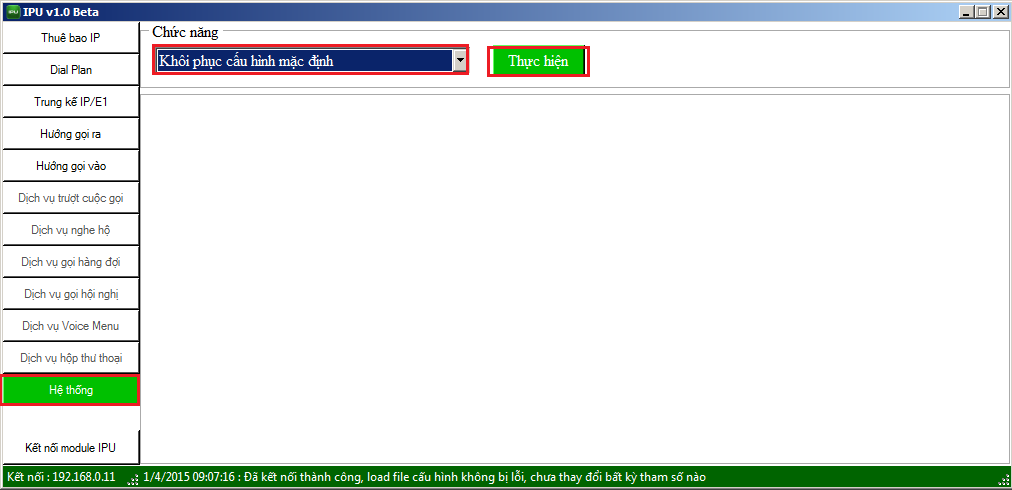 IPU v1.0 Beta
Thuê bao IP
Dial Plan
Trung kế IP/E1
Hướng gọi ra
Hướng gọi vào
Dịch vụ trượt cuộc gọi
Dịch vụ nghe hộ
Dịch vụ gọi hàng đợi
Dịch vụ gọi hội nghị
Dịch vụ Voice Menu
Dịch vụ hộp thư thoại
Hệ thống
Kết nối module IPU
Chức năng
Khôi phục cấu hình mặc định
Thực hiện
Kết nối : 192.168.0.11
1/4/2015 09:07:16 : Đã kết nối thành công, load file cấu hình không bị lỗi, chưa thay đổi bất kỳ tham số nào